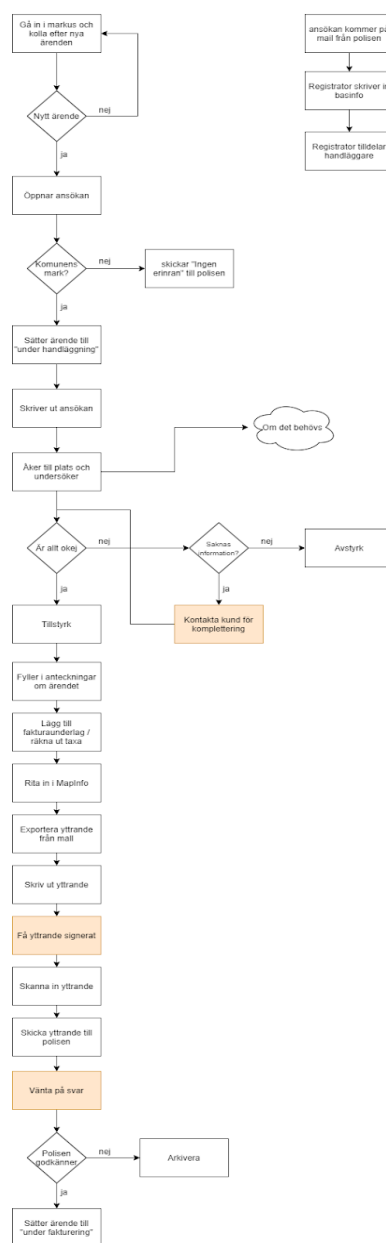 Gå in i markus och
kolla efter nya
ärenden
nej
Nytt ärende
ja
Öppnar ansökan
Komunens
mark?
nej
skickar "Ingen
erinran" till polisen
ja
Sätter ärende till
"under handläggning"
Skriver ut ansökan
Åker till plats och
undersöker
Om det behövs
Är allt okej
nej
Saknas
information?
nej
Avstyrk
ja
ja
Kontakta kund för
komplettering
Tillstyrk
Fyller i anteckningar
om ärendet
Lägg till
fakturaunderlag /
räkna ut taxa
Rita in i MapInfo
Exportera yttrande
från mall
Skriv ut yttrande
Få yttrande signerat
Skanna in yttrande
Skicka yttrande till
polisen
Vänta på svar
Polisen
godkänner
nej
Arkivera
ja
Sätter ärende till
"under fakturering"
ansökan kommer på
mail från polisen
Registrator skriver in
basinfo
Registrator tilldelar
handläggare